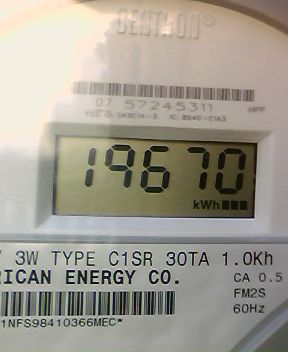 CENTRON®
07 57245311
HPP
19670
kWh
3W TYPE C1SR 30TA 1.0Kh
RICAN ENERGY CO.
CA 0.5
FM2S
60Hz
1NFS98410366MEC*